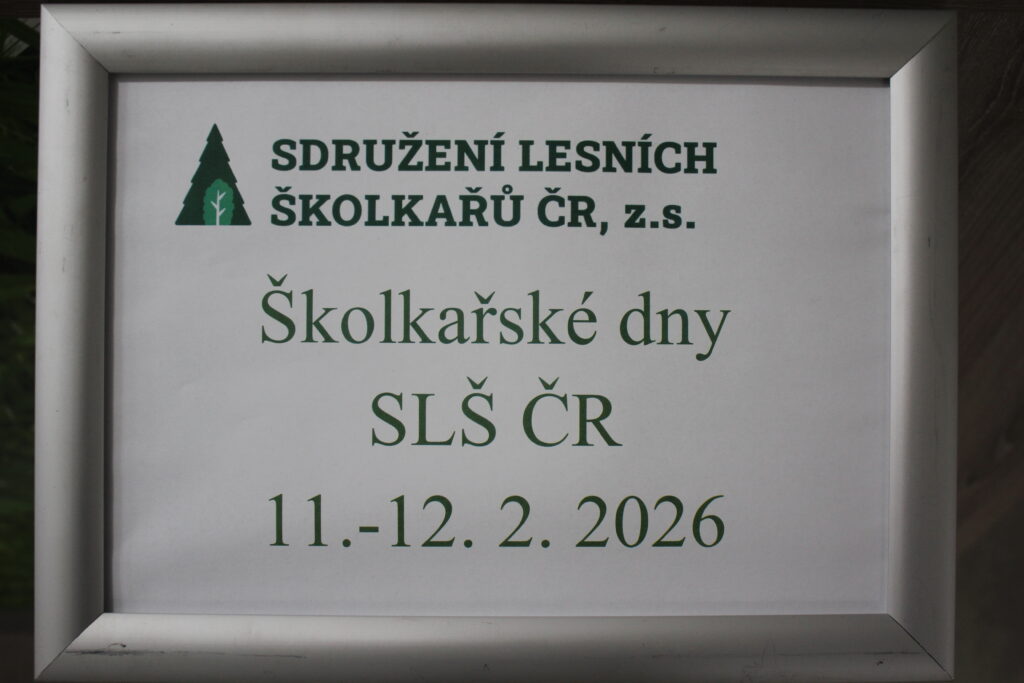 SDRUŽENÍ LESNÍCH
ŠKOLKAŘŮ ČR, z.s.
Školkařské dny
SLŠ ČR
11.-12. 2. 2026